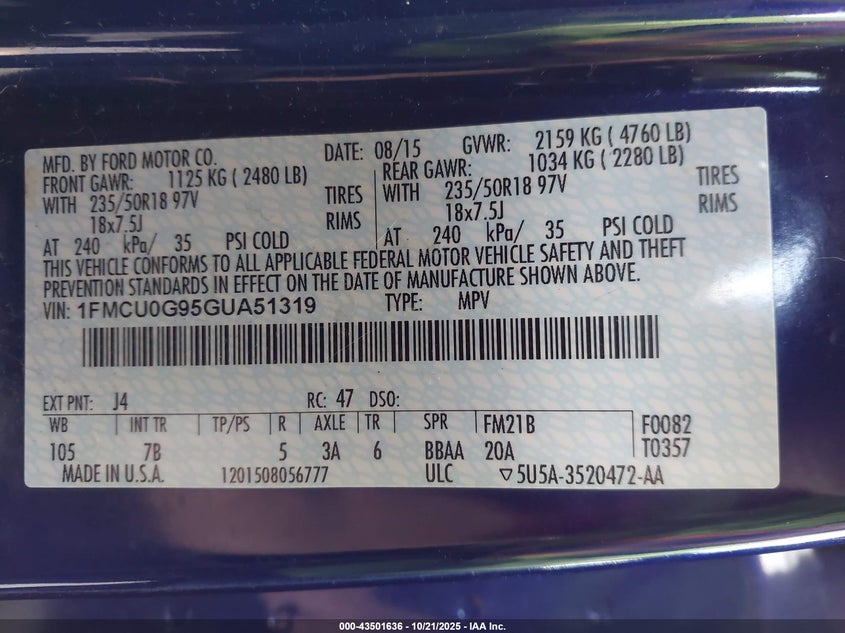 MFD. BY FORD MOTOR CO. DATE: 08/15 GVWR: 2159 KG ( 4760 LB)
FRONT GAWR: 1125 KG ( 2480 LB) REAR GAWR: 1034 KG ( 2280 LB)
WITH 235/50R18 97V TIRES WITH 235/50R18 97V TIRES
18x7.5J RIMS 18x7.5J RIMS
AT 240 kPa/ 35 PSI COLD AT 240 kPa/ 35 PSI COLD
THIS VEHICLE CONFORMS TO ALL APPLICABLE FEDERAL MOTOR VEHICLE SAFETY AND THEFT
PREVENTION STANDARDS IN EFFECT ON THE DATE OF MANUFACTURE SHOWN ABOVE.
VIN: 1FMCU0G95GUA51319 TYPE: MPV
EXT PNT: J4 RC: 47 DSO:
WB INT TR TP/PS R AXLE TR SPR FM21B F0082
105 7B 5 3A 6 BBAA 20A T0357
MADE IN U.S.A. 1201508056777 ULC ▽5U5A-3520472-AA
000-43501636 - 10/21/2025 - IAA Inc.